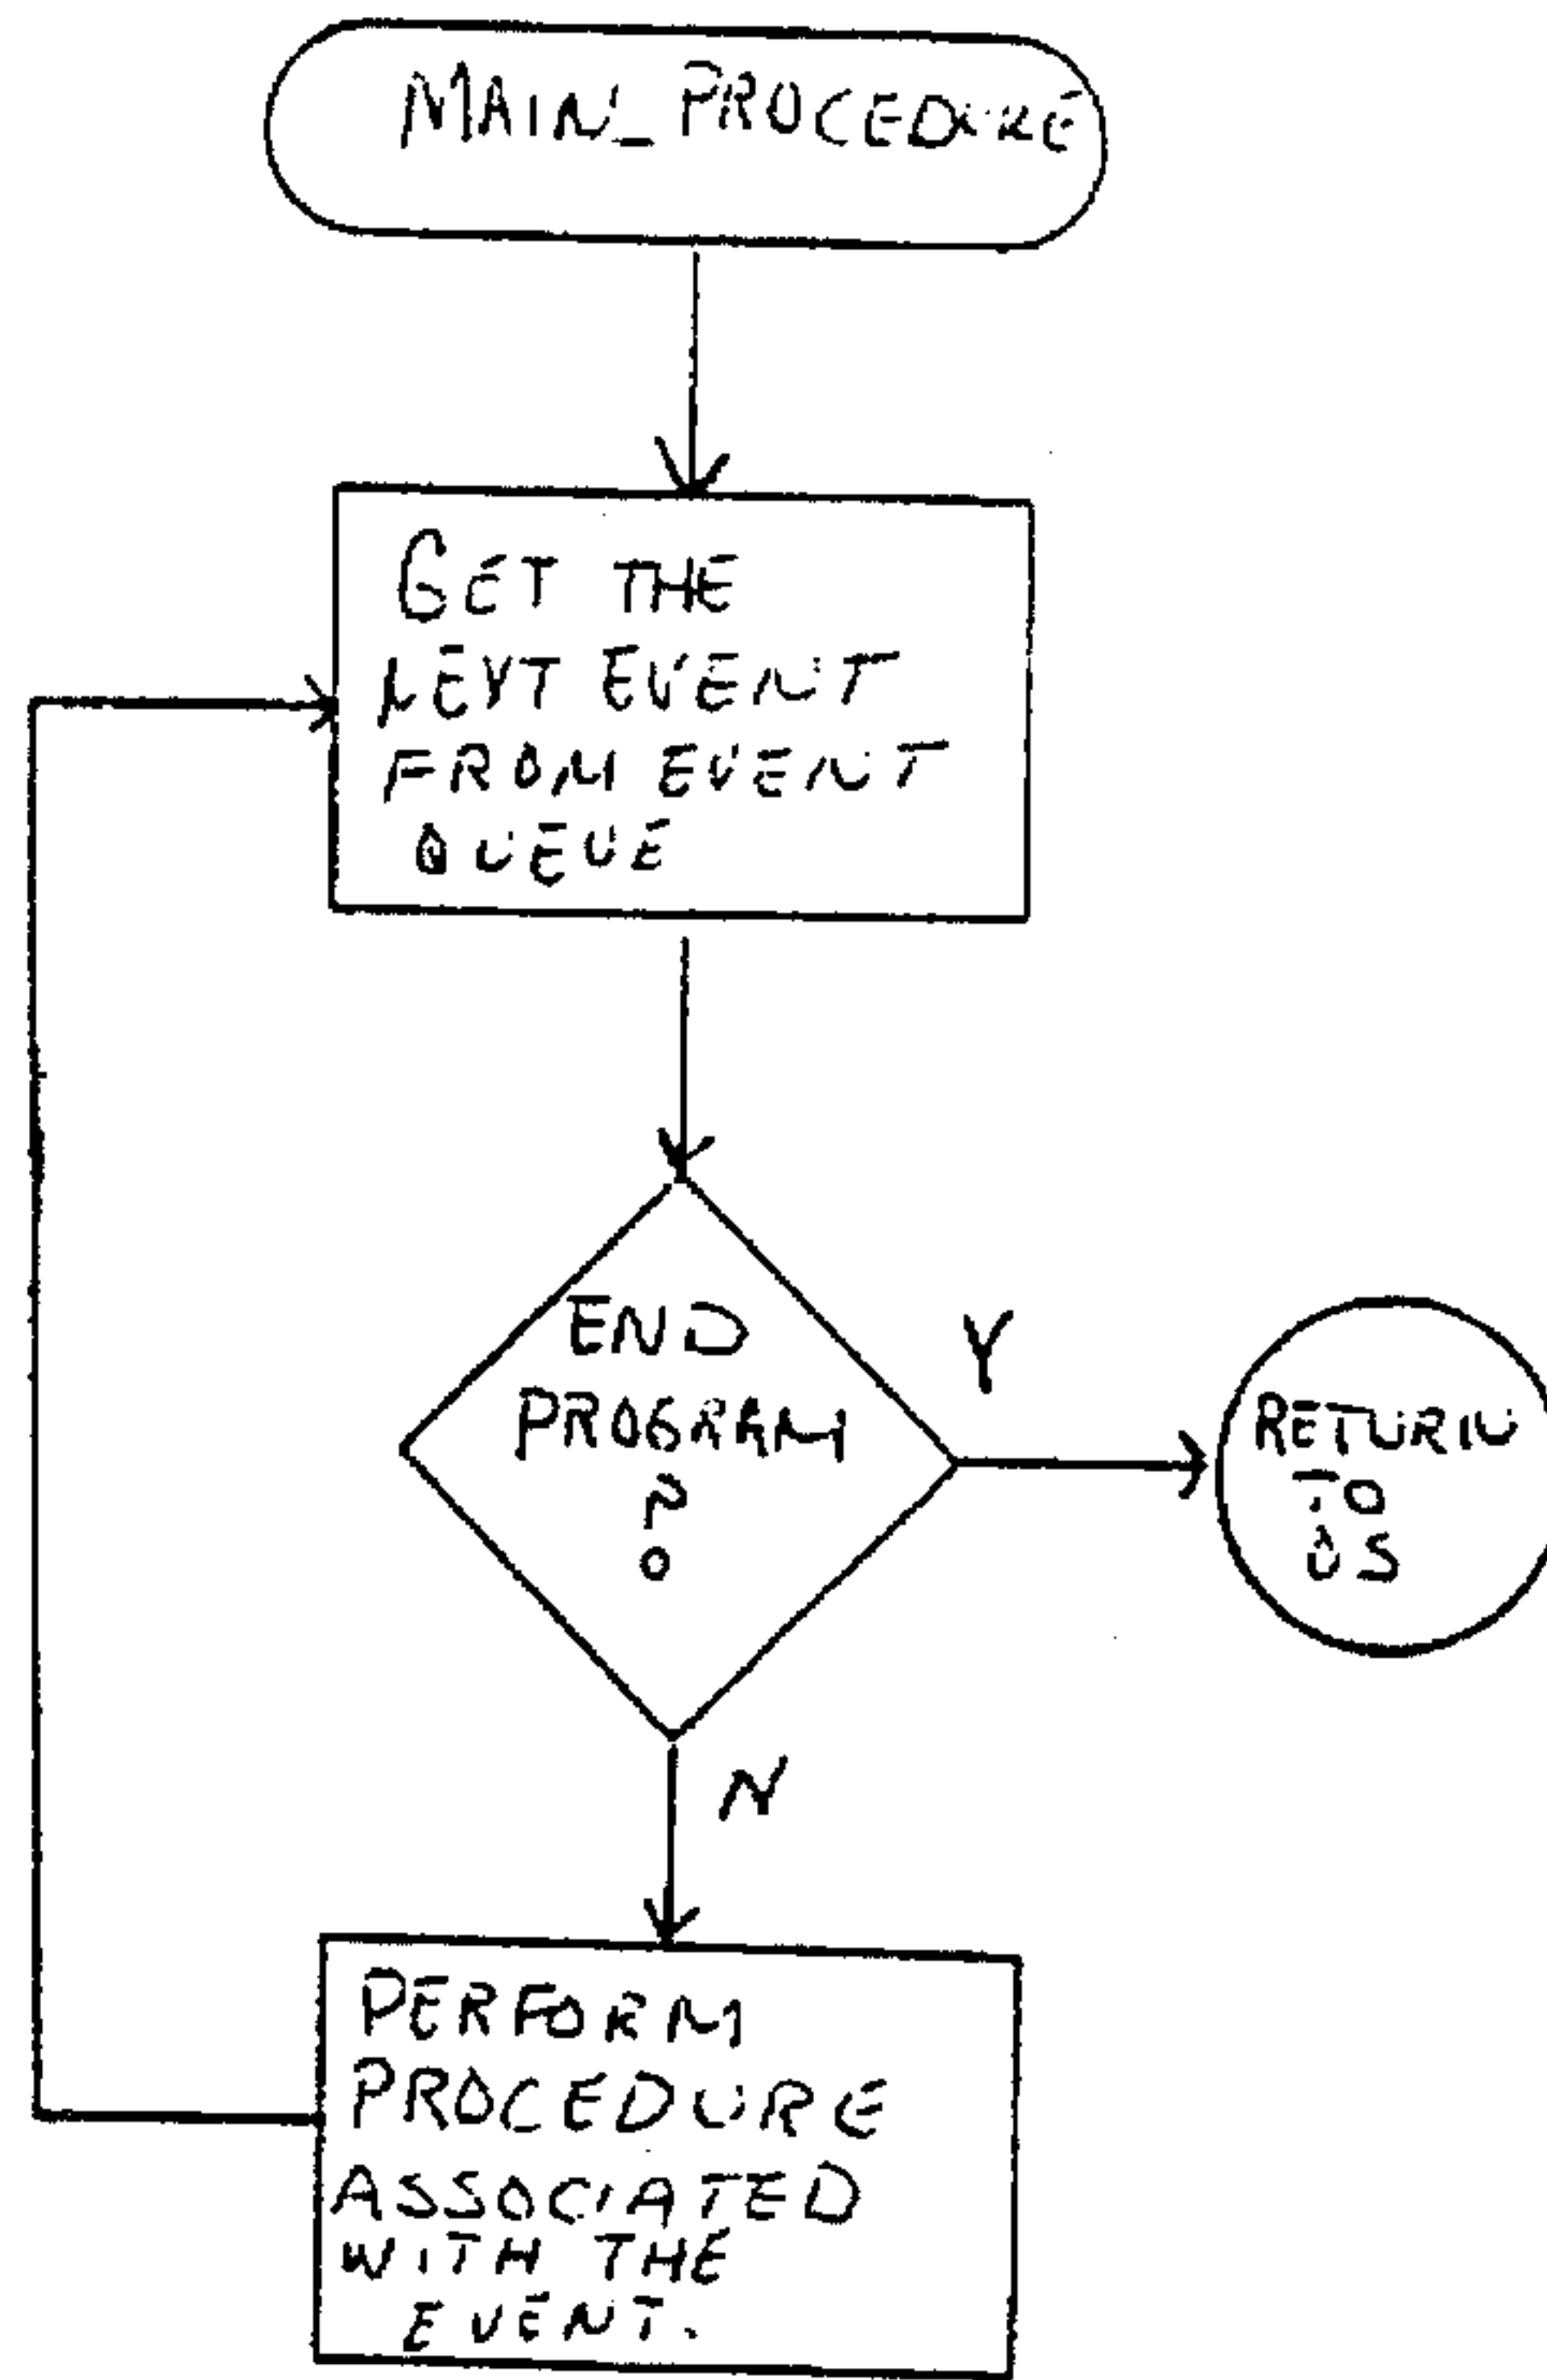 MAIN_PROCEDURE
GET THE
NEXT EVENT
FROM EVENT
QUEUE
END
PROGRAM
?
Y
RETURN
TO
OS
N
PERFORM
PROCEDURE
ASSOCIATED
WITH THE
EVENT.